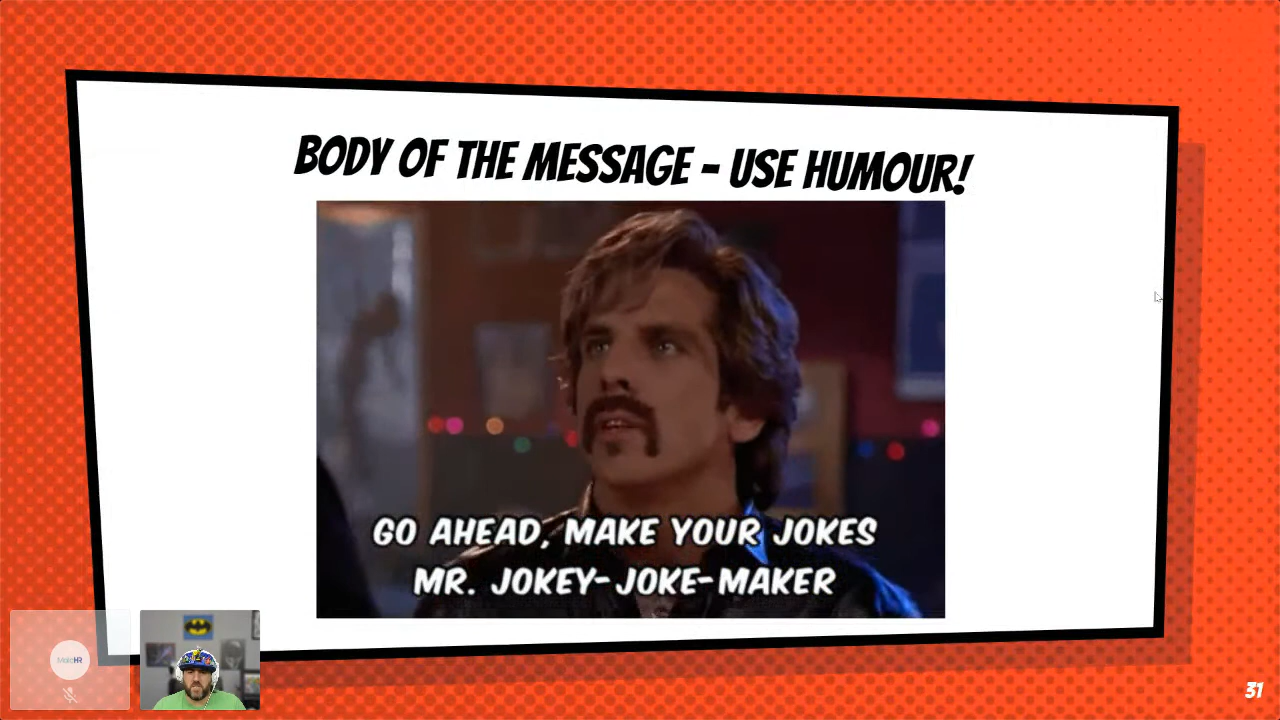 BODY OF THE MESSAGE - USE HUMOUR!
GO AHEAD, MAKE YOUR JOKES
MR. JOKEY-JOKE-MAKER
31